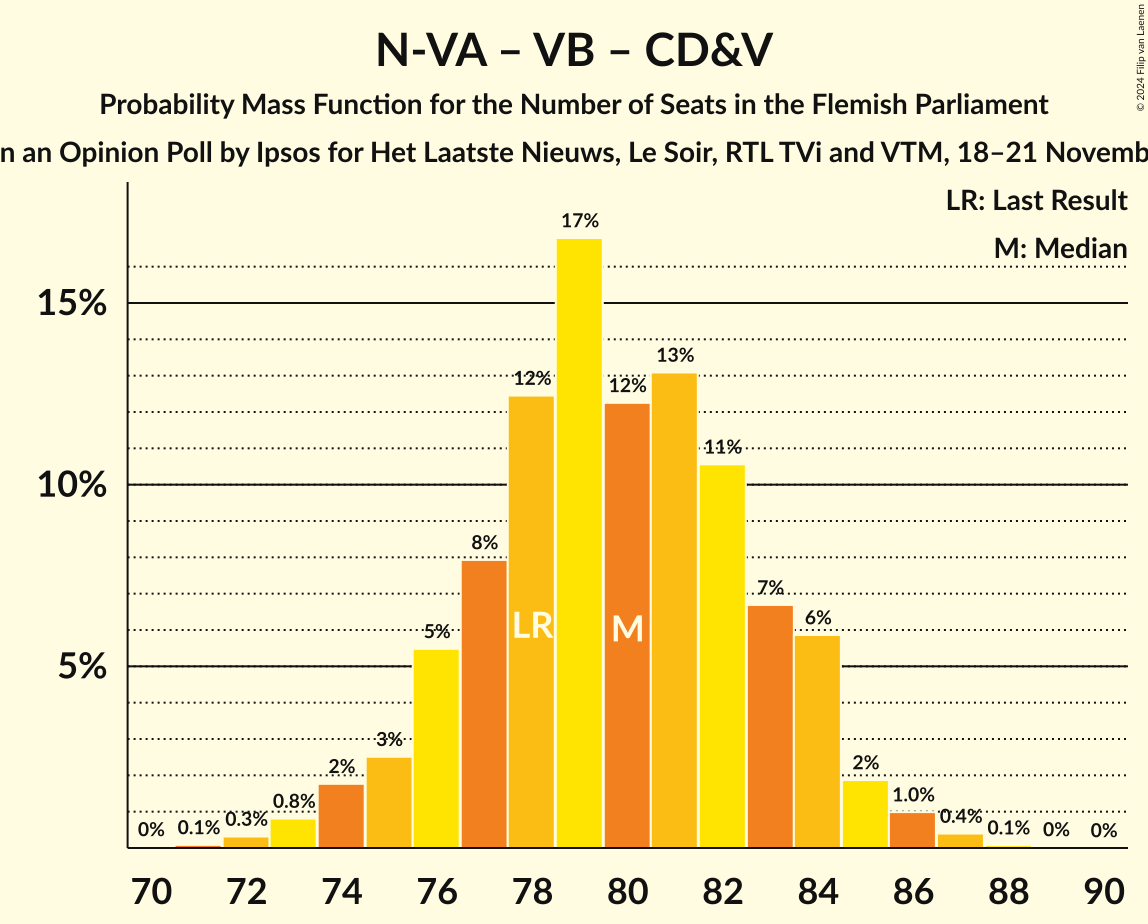 © 2024 Filip van Laenen
N-VA – VB – CD&V
Probability Mass Function for the Number of Seats in the Flemish Parliament
an Opinion Poll by Ipsos for Het Laatste Nieuws, Le Soir, RTL TVi and VTM, 18–21
LR: Last Result
M: Median
15%
10%
5%
0%
0.1%
0.3%
0.8%
2%
3%
5%
8%
12%
17%
12%
13%
11%
7%
6%
2%
1.0%
0.4%
0.1%
0%
0%
LR
M
70 72 74 76 78 80 82 84 86 88 90